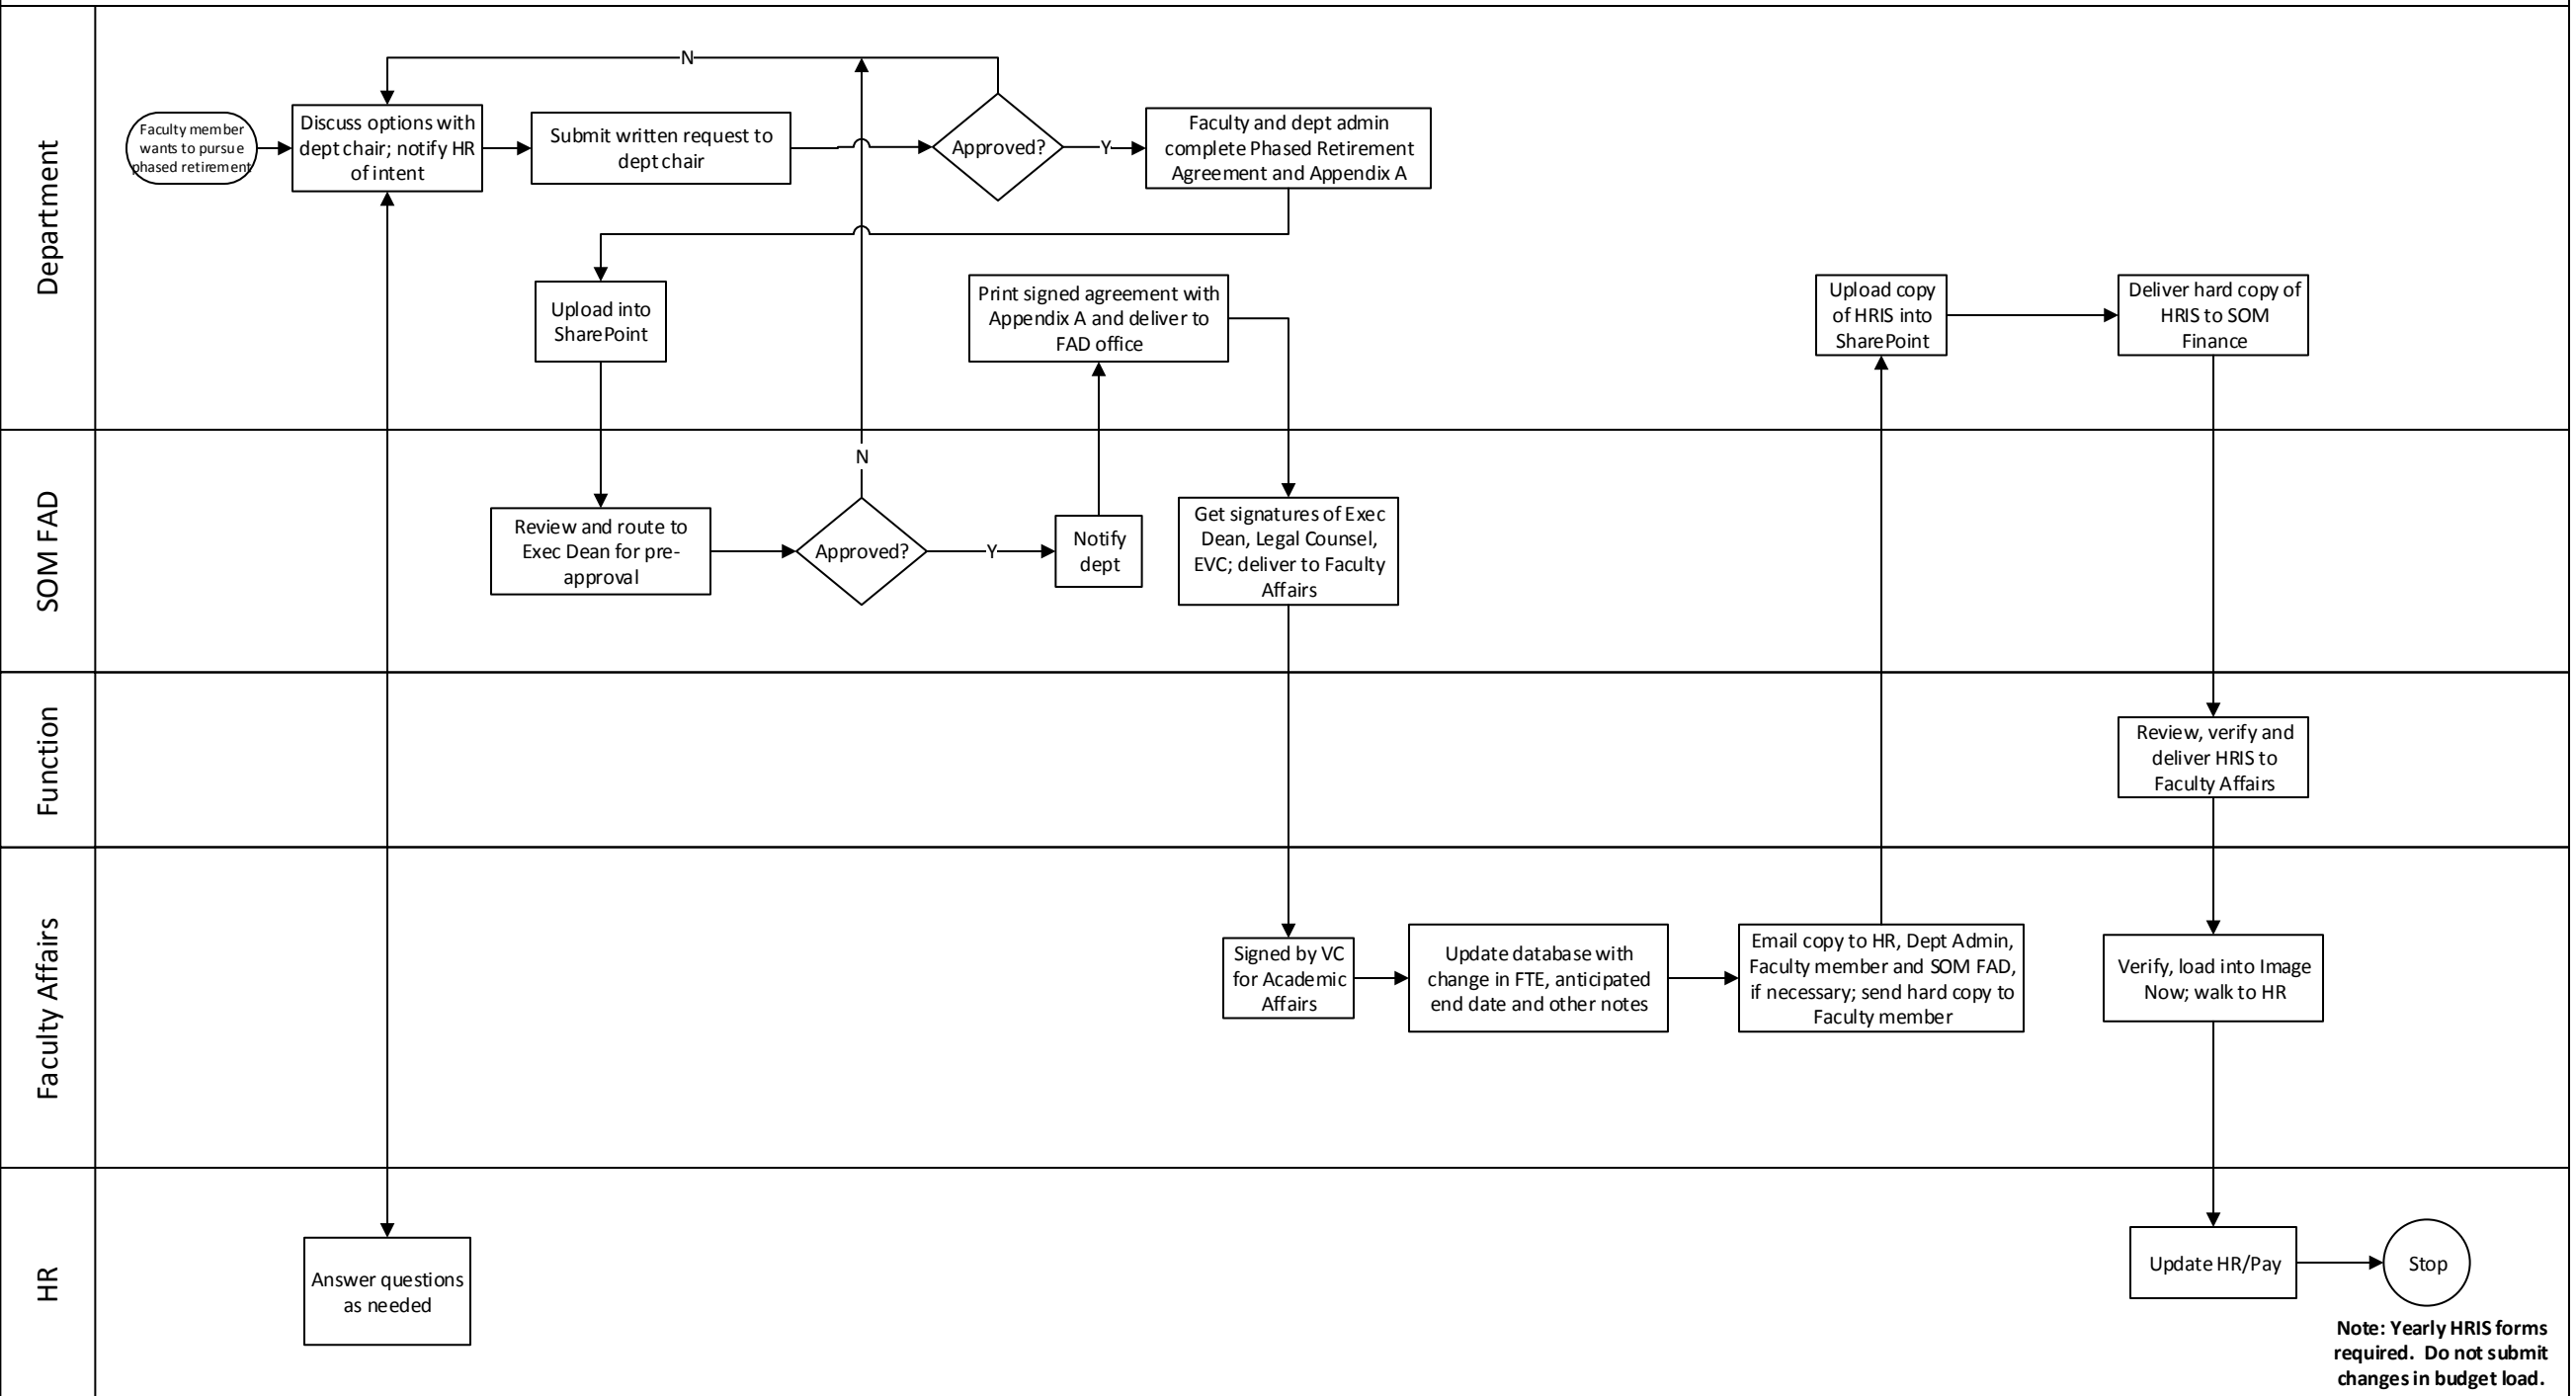 Department
N
Faculty member
wants to pursue
phased retirement
Discuss options with
dept chair; notify HR
of intent
Submit written request to
dept chair
Approved?
Y
Faculty and dept admin
complete Phased Retirement
Agreement and Appendix A
Upload into
SharePoint
Print signed agreement with
Appendix A and deliver to
FAD office
Upload copy
of HRIS into
SharePoint
Deliver hard copy of
HRIS to SOM
Finance
SOM FAD
N
Review and route to
Exec Dean for pre-
approval
Approved?
Y
Notify
dept
Get signatures of Exec
Dean, Legal Counsel,
EVC; deliver to Faculty
Affairs
Function
Review, verify and
deliver HRIS to
Faculty Affairs
Faculty Affairs
Signed by VC
for Academic
Affairs
Update database with
change in FTE, anticipated
end date and other notes
Email copy to HR, Dept Admin,
Faculty member and SOM FAD,
if necessary; send hard copy to
Faculty member
Verify, load into Image
Now; walk to HR
HR
Answer questions
as needed
Update HR/Pay
Stop
Note: Yearly HRIS forms
required.  Do not submit
changes in budget load.